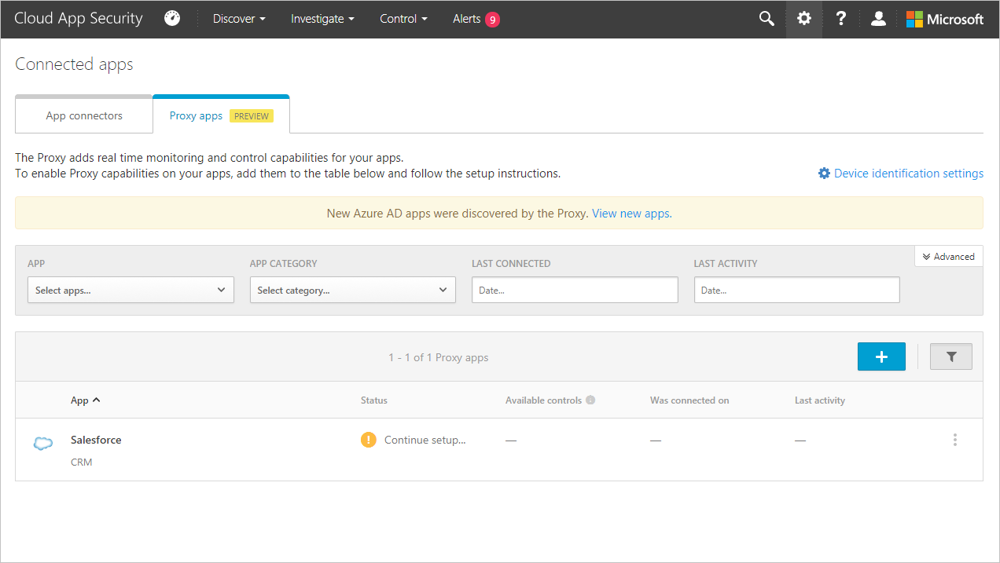 Cloud App Security Discover Investigate Control Alerts 9 ? Microsoft
Connected apps
App connectors Proxy apps PREVIEW
The Proxy adds real time monitoring and control capabilities for your apps.
To enable Proxy capabilities on your apps, add them to the table below and follow the setup instructions. Device identification settings
New Azure AD apps were discovered by the Proxy. View new apps.
Advanced
APP APP CATEGORY LAST CONNECTED LAST ACTIVITY
Select apps... Select category... Date... Date...
1 - 1 of 1 Proxy apps +
App Status Available controls Was connected on Last activity
Salesforce ! Continue setup... — — —
CRM